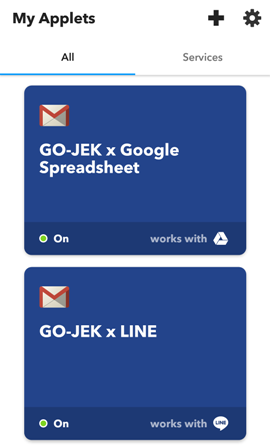 My Applets
All
Services
GO-JEK x Google
Spreadsheet
On
works with
GO-JEK x LINE
On
works with
LINE